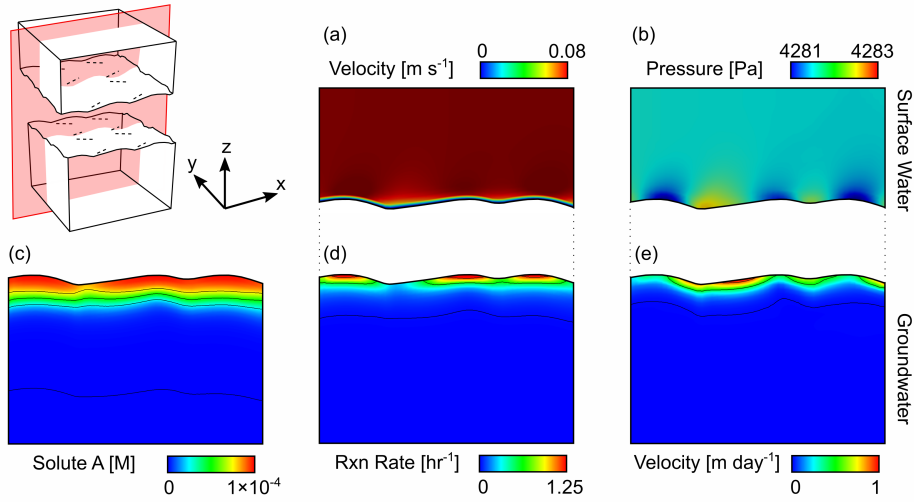 (a)
(b)
0 0.08
4281 4283
Velocity [m s⁻¹]
Pressure [Pa]
Surface Water
z
y
x
(c)
(d)
(e)
Groundwater
Solute A [M]
0 1×10⁻⁴
Rxn Rate [hr⁻¹]
0 1.25
Velocity [m day⁻¹]
0 1